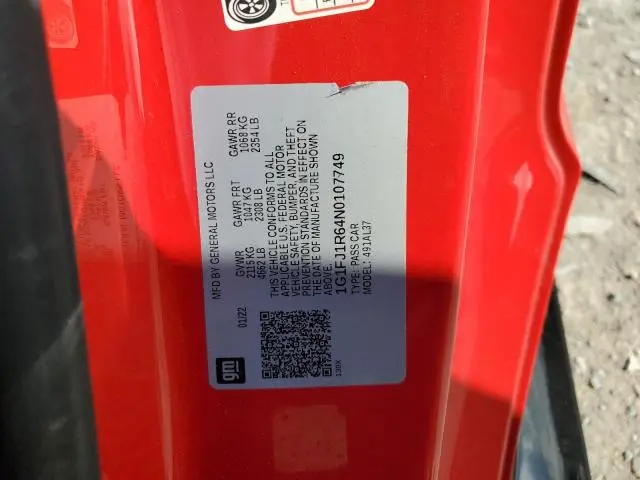 MFD BY GENERAL MOTORS LLC
01/22
GVWR
2115 KG
4662 LB
GAWR FRT
1047 KG
2308 LB
GAWR RR
1068 KG
2354 LB
THIS VEHICLE CONFORMS TO ALL
APPLICABLE U.S. FEDERAL MOTOR
VEHICLE SAFETY, BUMPER, AND THEFT
PREVENTION STANDARDS IN EFFECT ON
THE DATE OF MANUFACTURE SHOWN
ABOVE.
1G1FJ1R64N0107749
TYPE: PASS CAR
MODEL: 491AL37
gm